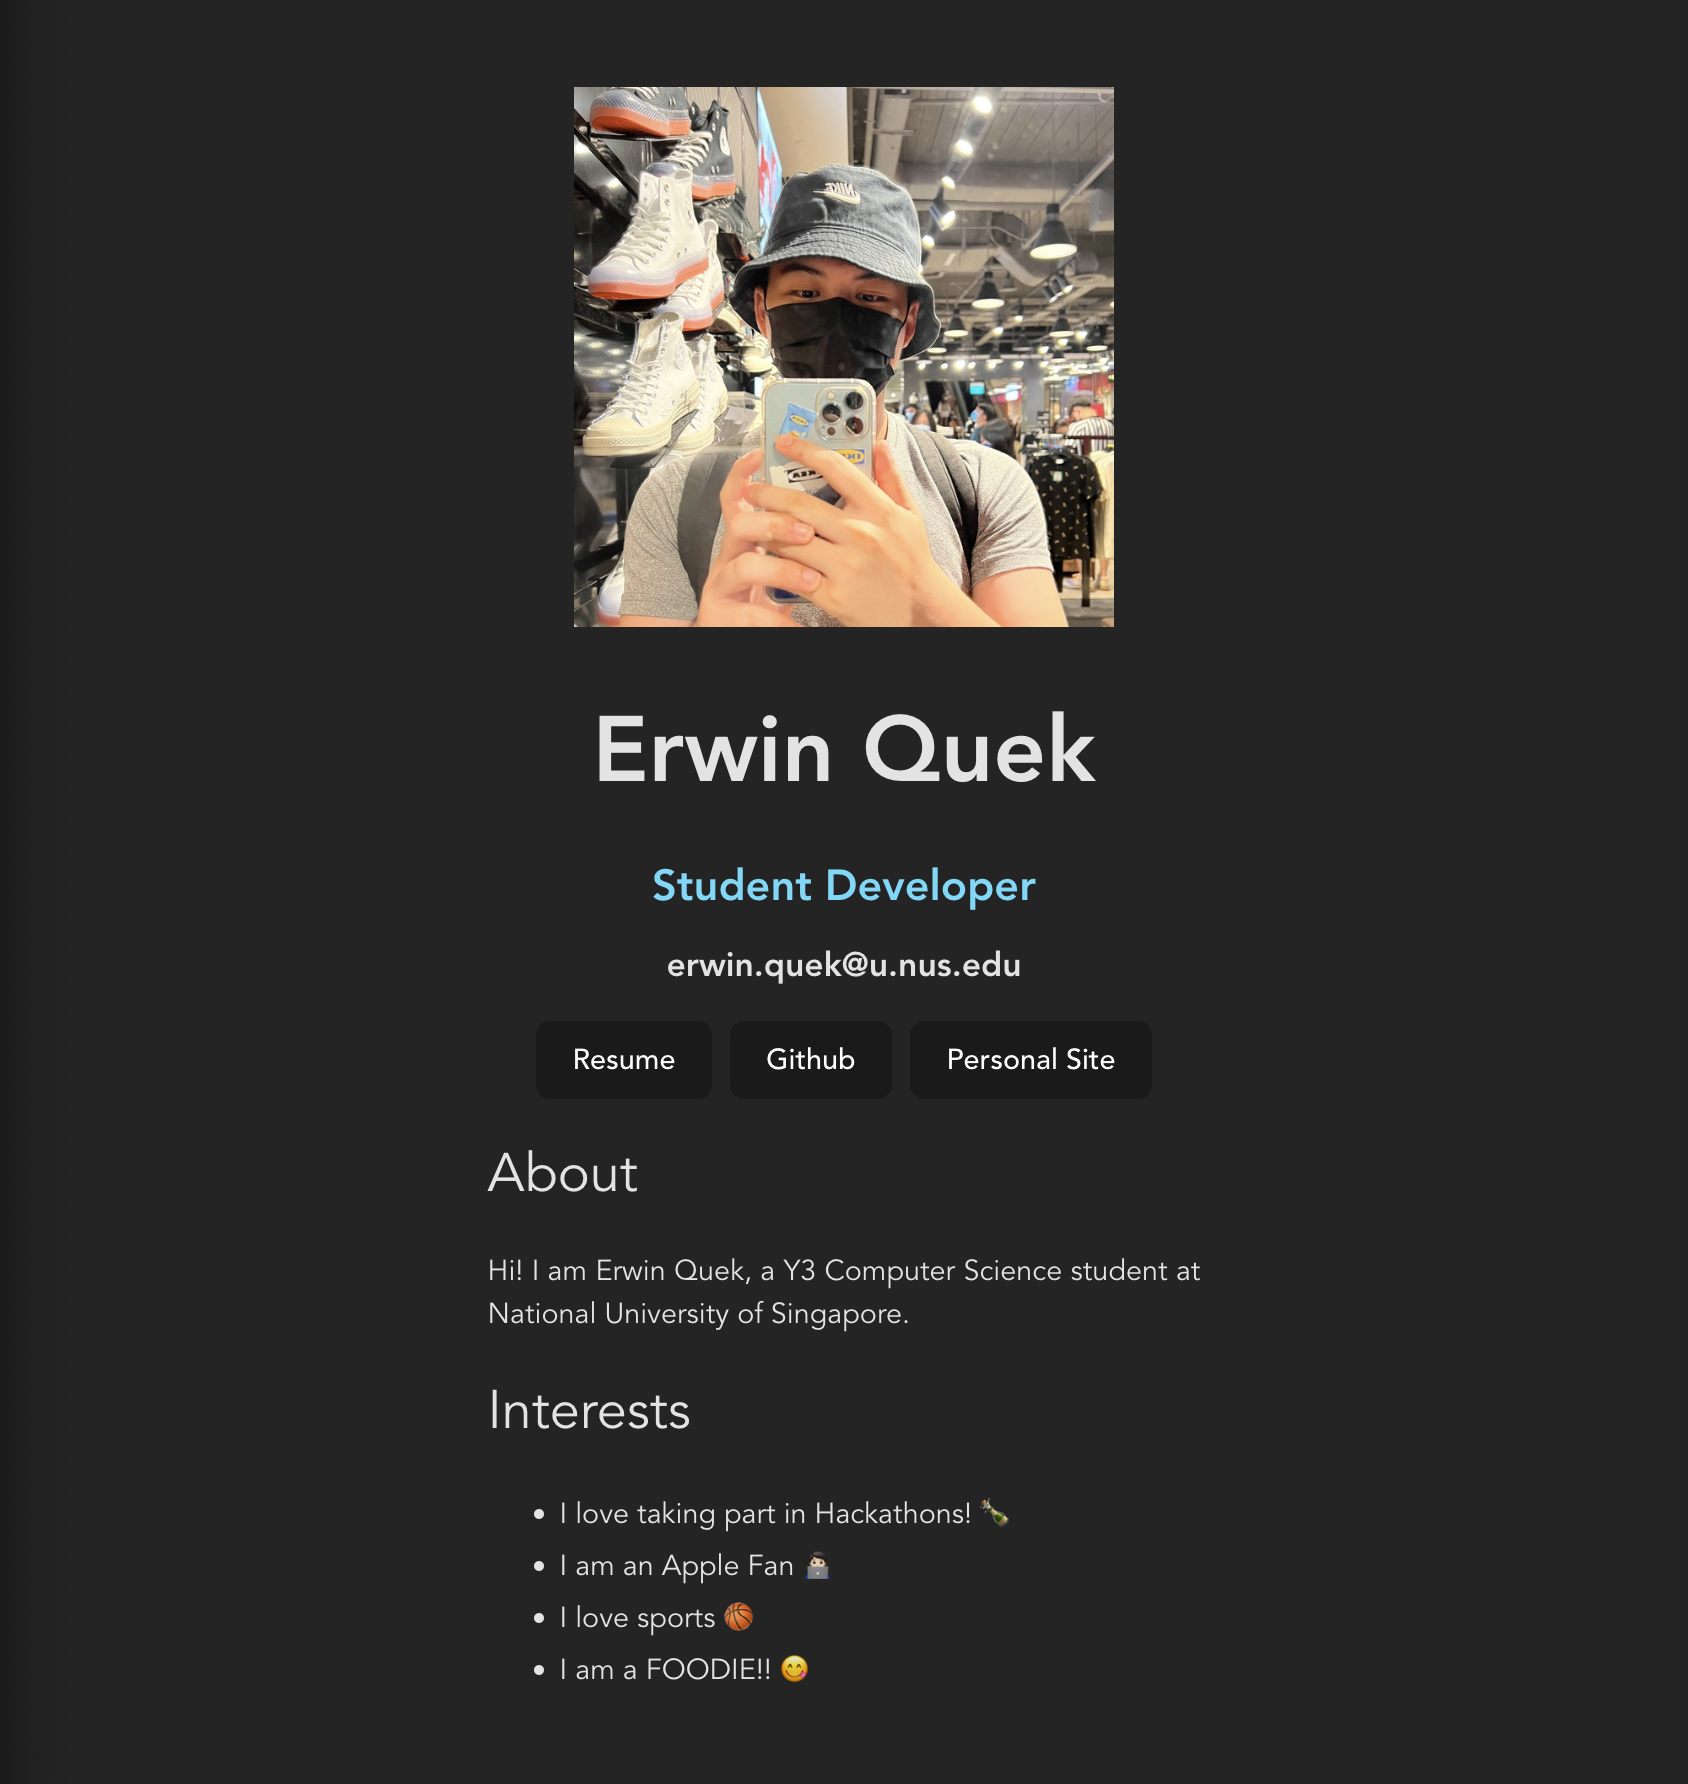 NIKE
IKEA
Erwin Quek
Student Developer
erwin.quek@u.nus.edu
Resume
Github
Personal Site
About
Hi! I am Erwin Quek, a Y3 Computer Science student at
National University of Singapore.
Interests
• I love taking part in Hackathons! 🍾
• I am an Apple Fan 🧑🏻‍💻
• I love sports 🏀
• I am a FOODIE!! 😋